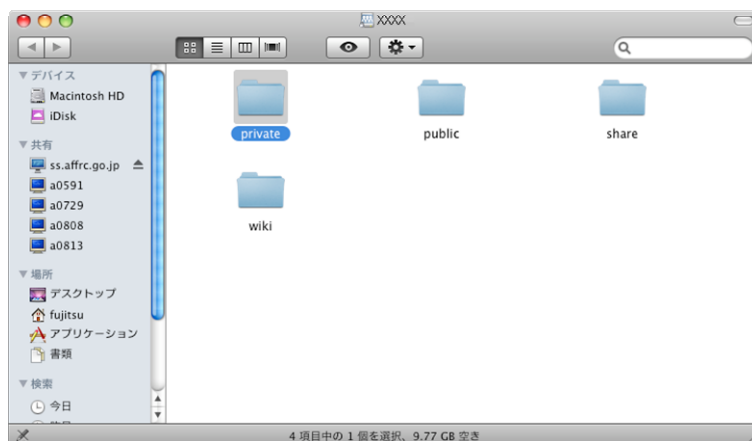 XXXX
デバイス
Macintosh HD
iDisk
共有
ss.affrc.go.jp
a0591
a0729
a0808
a0813
場所
デスクトップ
fujitsu
アプリケーション
書類
検索
今日
private
public
share
wiki
4 項目中の 1 個を選択、9.77 GB 空き